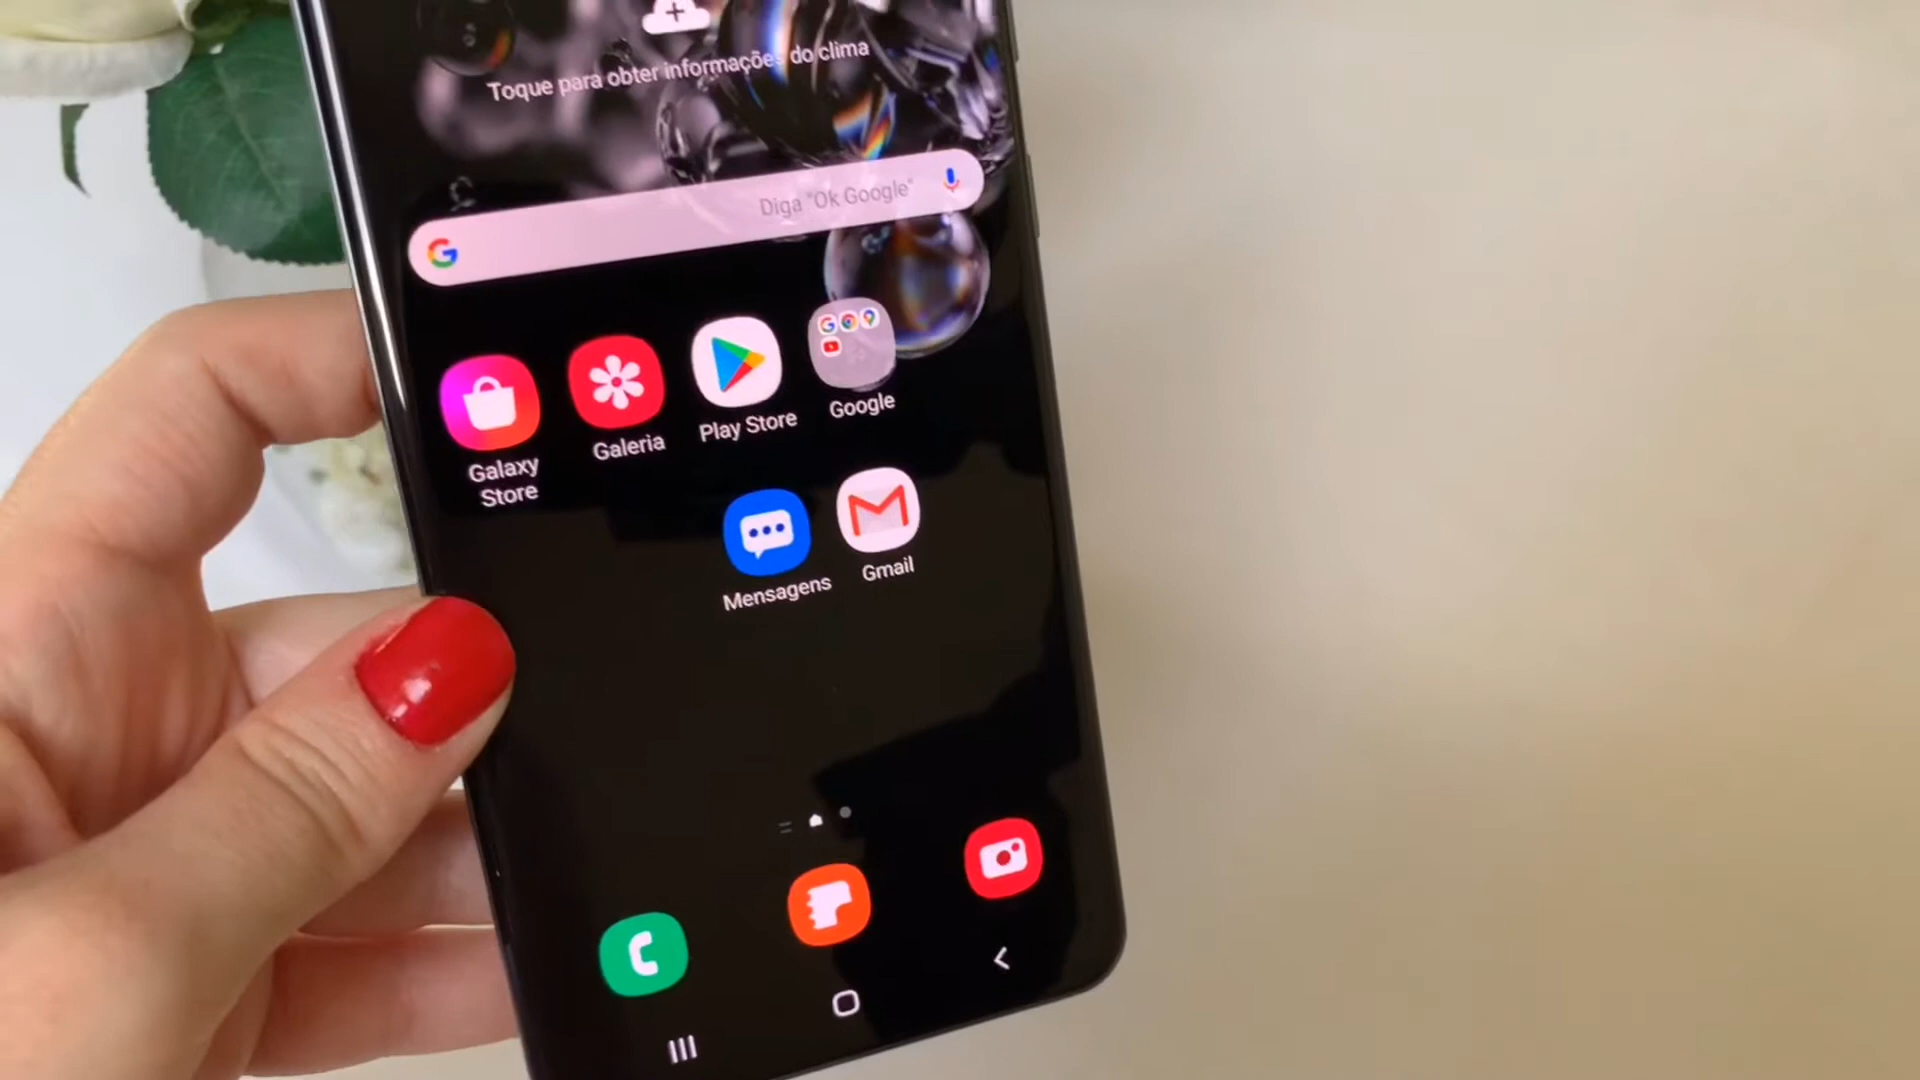 Toque para obter informações do clima
Diga "Ok Google"
Galaxy
Store
Galeria
Play Store
Google
Mensagens
Gmail